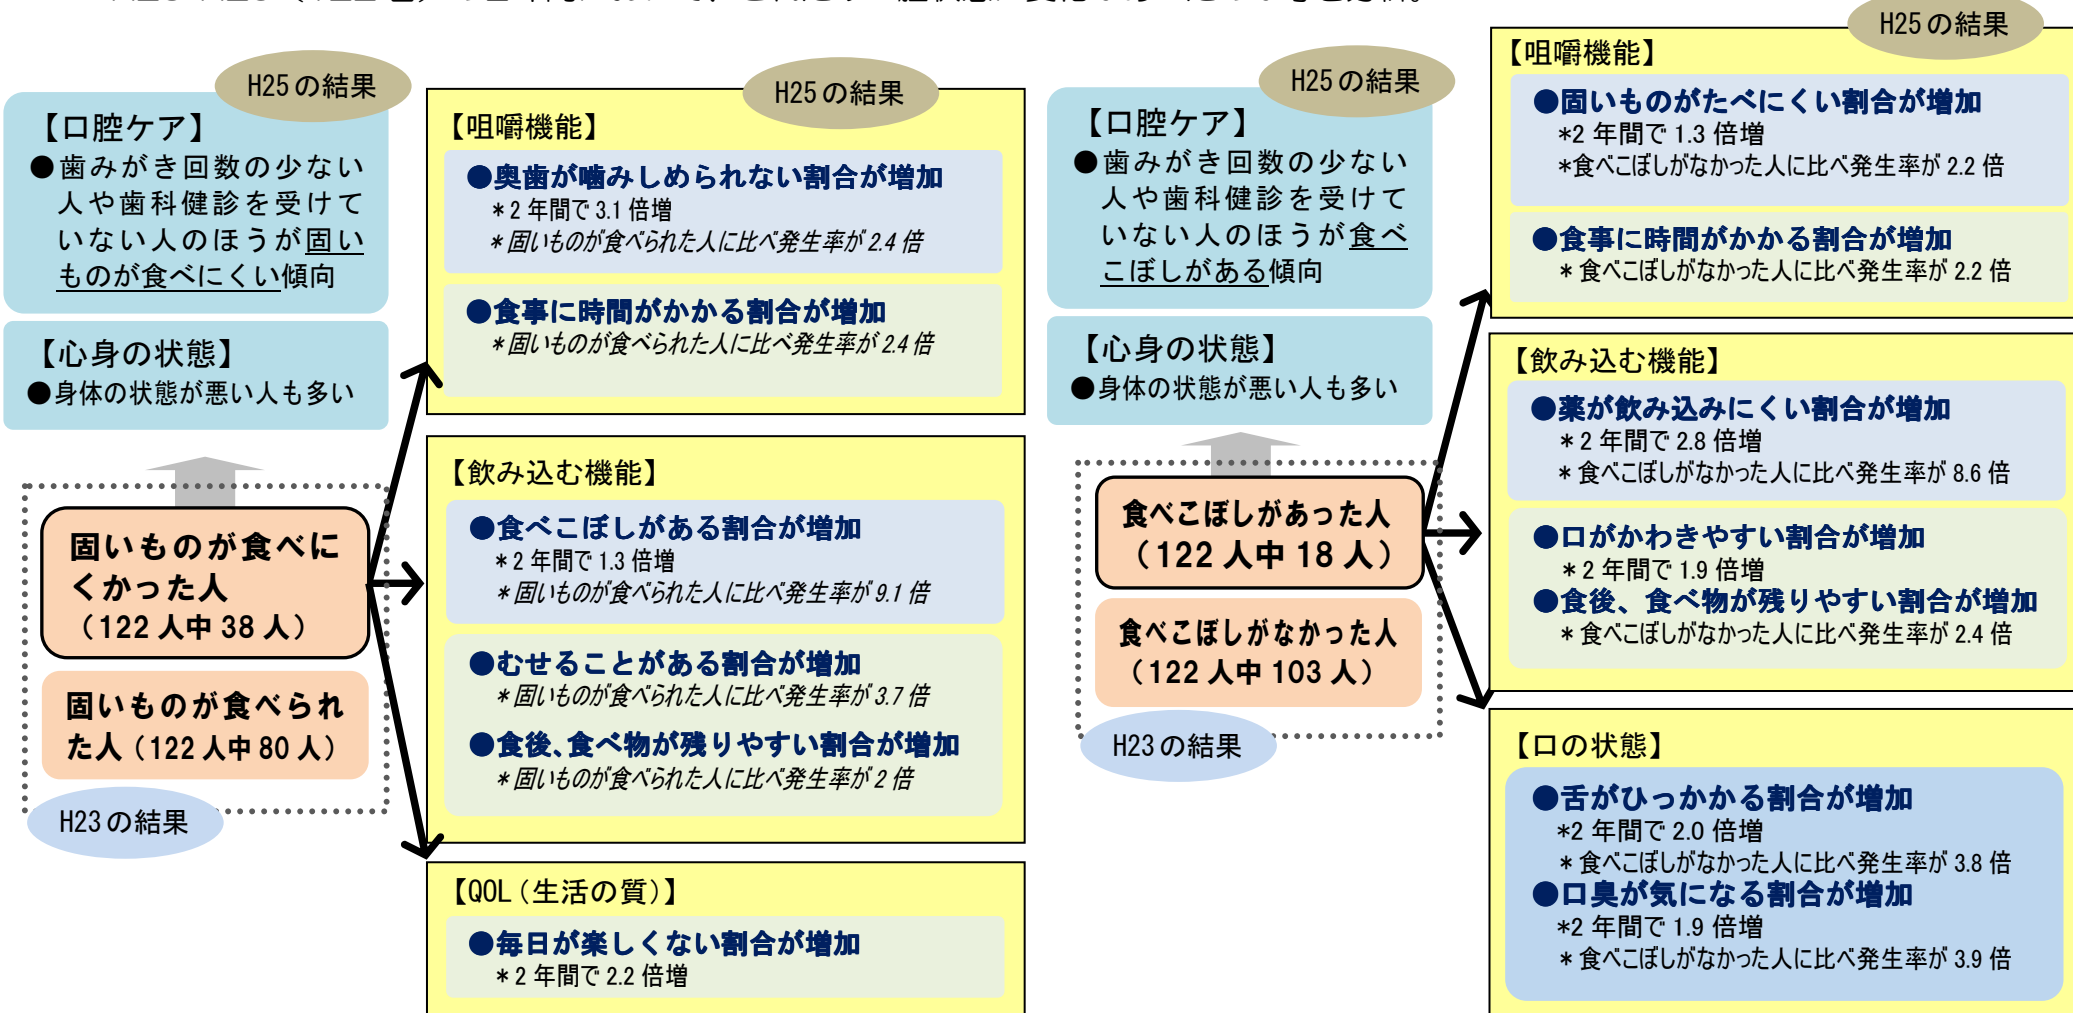 H25の結果
【口腔ケア】
●歯みがき回数の少ない
人や歯科健診を受けて
いない人のほうが固い
ものが食べにくい傾向
【心身の状態】
●身体の状態が悪い人も多い
固いものが食べに
くかった人
（122人中38人）
固いものが食べられ
た人（122人中80人）
H23の結果
H25の結果
【咀嚼機能】
●奥歯が噛みしめられない割合が増加
*2年間で3.1倍増
*固いものが食べられた人に比べ発生率が2.4倍
●食事に時間がかかる割合が増加
*固いものが食べられた人に比べ発生率が2.4倍
【飲み込む機能】
●食べこぼしがある割合が増加
*2年間で1.3倍増
*固いものが食べられた人に比べ発生率が9.1倍
●むせることがある割合が増加
*固いものが食べられた人に比べ発生率が3.7倍
●食後、食べ物が残りやすい割合が増加
*固いものが食べられた人に比べ発生率が2倍
【QOL（生活の質）】
●毎日が楽しくない割合が増加
*2年間で2.2倍増
H25の結果
【口腔ケア】
●歯みがき回数の少ない
人や歯科健診を受けて
いない人のほうが食べ
こぼしがある傾向
【心身の状態】
●身体の状態が悪い人も多い
食べこぼしがあった人
（122人中18人）
食べこぼしがなかった人
（122人中103人）
H23の結果
H25の結果
【咀嚼機能】
●固いものがたべにくい割合が増加
*2年間で1.3倍増
*食べこぼしがなかった人に比べ発生率が2.2倍
●食事に時間がかかる割合が増加
*食べこぼしがなかった人に比べ発生率が2.2倍
【飲み込む機能】
●薬が飲み込みにくい割合が増加
*2年間で2.8倍増
*食べこぼしがなかった人に比べ発生率が8.6倍
●口がかわきやすい割合が増加
*2年間で1.9倍増
●食後、食べ物が残りやすい割合が増加
*食べこぼしがなかった人に比べ発生率が2.4倍
【口の状態】
●舌がひっかかる割合が増加
*2年間で2.0倍増
*食べこぼしがなかった人に比べ発生率が3.8倍
●口臭が気になる割合が増加
*2年間で1.9倍増
*食べこぼしがなかった人に比べ発生率が3.9倍